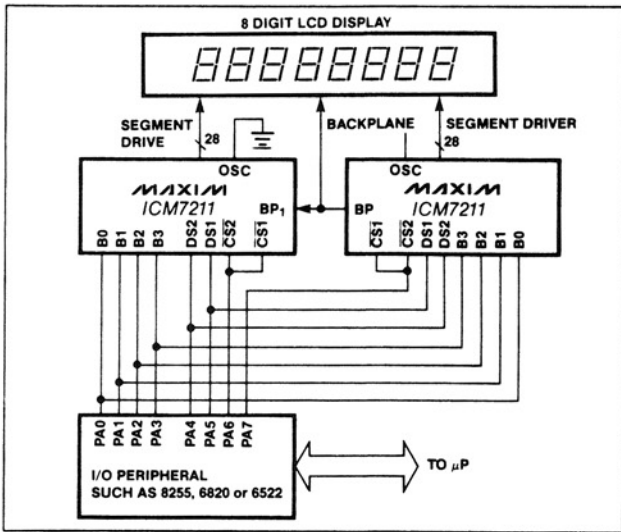 8 DIGIT LCD DISPLAY
88888888
SEGMENT
DRIVE
28
BACKPLANE
SEGMENT DRIVER
28
OSC
MAXIM
ICM7211
BP1
B0
B1
B2
B3
DS2
DS1
CS2
CS1
OSC
MAXIM
ICM7211
BP
CS1
CS2
DS1
DS2
B3
B2
B1
B0
PA0
PA1
PA2
PA3
PA4
PA5
PA6
PA7
I/O PERIPHERAL
SUCH AS 8255, 6820 or 6522
TO μP